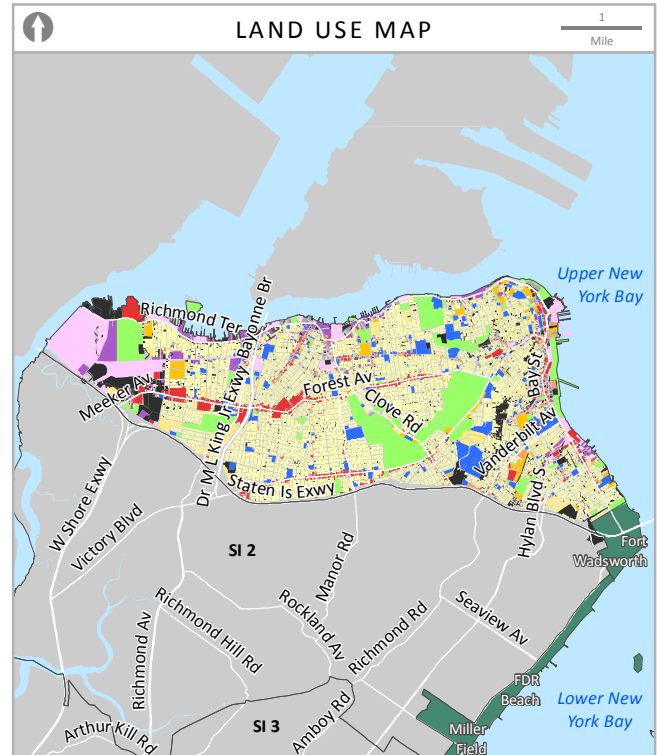 LAND USE MAP
1
Mile
Upper New
York Bay
Richmond Ter
Bayonne Br
Bay St
Meeker Av
Forest Av
Clove Rd
Vanderbilt Av
Dr M L King Jr Expwy
Staten Is Expwy
W Shore Expwy
Victory Blvd
Hylan Blvd S
Fort
Wadsworth
SI 2
Manor Rd
Seaview Av
Richmond Av
Richmond Hill Rd
Rockland Av
Richmond Rd
FDR
Beach
Lower New
York Bay
SI 3
Amboy Rd
Arthur Kill Rd
Miller
Field